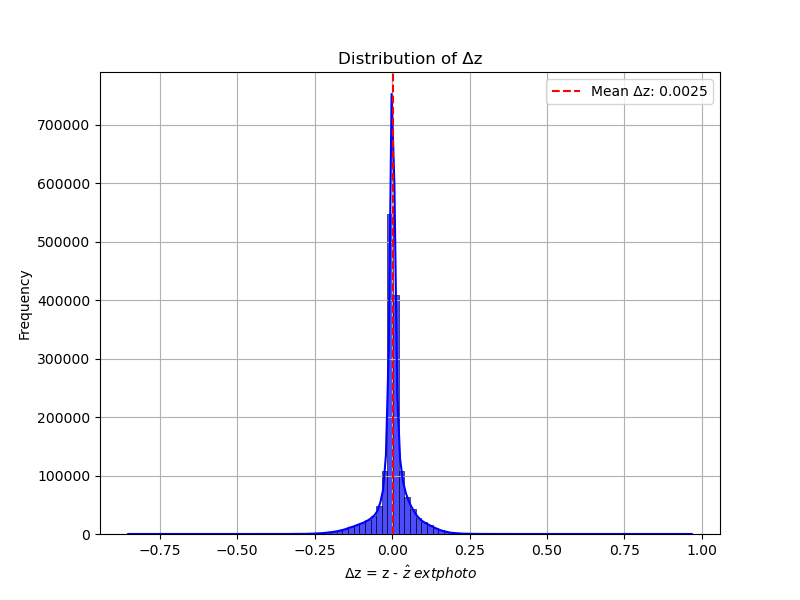 Distribution of Δz
Mean Δz: 0.0025
700000
600000
500000
400000
300000
200000
100000
0
Frequency
−0.75 −0.50 −0.25 0.00 0.25 0.50 0.75 1.00
Δz = z - ẑ extphoto